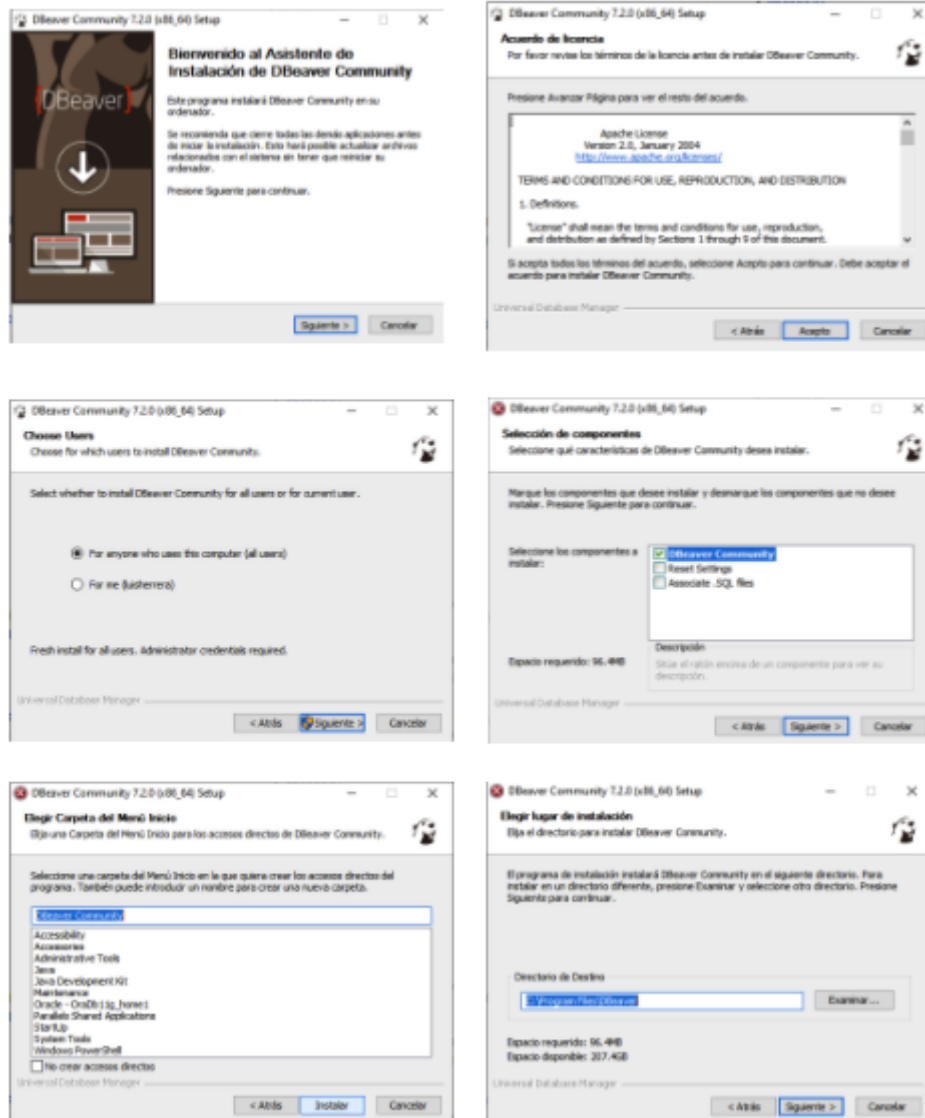 DBeaver Community 7.2.0 (x86_64) Setup
{DBeaver}
Bienvenido al Asistente de
Instalación de DBeaver Community
Este programa instalará DBeaver Community en su
ordenador.
Se recomienda que cierre todas las demás aplicaciones antes
de iniciar la instalación. Esto hará posible actualizar archivos
relacionados con el sistema sin tener que reiniciar su
ordenador.
Presione Siguiente para continuar.
Siguiente >
Cancelar
DBeaver Community 7.2.0 (x86_64) Setup
Acuerdo de licencia
Por favor revise los términos de la licencia antes de instalar DBeaver Community.
Presione Avanzar Página para ver el resto del acuerdo.
Apache License
Version 2.0, January 2004
http://www.apache.org/licenses/
TERMS AND CONDITIONS FOR USE, REPRODUCTION, AND DISTRIBUTION
1. Definitions.
"License" shall mean the terms and conditions for use, reproduction,
and distribution as defined by Sections 1 through 9 of this document.
Si acepta todos los términos del acuerdo, seleccione Acepto para continuar. Debe aceptar el
acuerdo para instalar DBeaver Community.
Universal Database Manager
< Atrás
Acepto
Cancelar
DBeaver Community 7.2.0 (x86_64) Setup
Choose Users
Choose for which users to install DBeaver Community.
Select whether to install DBeaver Community for all users or for current user.
For anyone who uses this computer (all users)
For me (luisherrera)
Fresh install for all users. Administrator credentials required.
Universal Database Manager
< Atrás
Siguiente >
Cancelar
DBeaver Community 7.2.0 (x86_64) Setup
Selección de componentes
Seleccione qué características de DBeaver Community desea instalar.
Marque los componentes que desee instalar y desmarque los componentes que no desee
instalar. Presione Siguiente para continuar.
Seleccione los componentes a
instalar:
DBeaver Community
Reset Settings
Associate .SQL files
Espacio requerido: 96.4MB
Descripción
Sitúe el ratón encima de un componente para ver su
descripción.
Universal Database Manager
< Atrás
Siguiente >
Cancelar
DBeaver Community 7.2.0 (x86_64) Setup
Elegir Carpeta del Menú Inicio
Elija una Carpeta del Menú Inicio para los accesos directos de DBeaver Community.
Seleccione una carpeta del Menú Inicio en la que quiera crear los accesos directos del
programa. También puede introducir un nombre para crear una nueva carpeta.
DBeaver Community
Accessibility
Accessories
Administrative Tools
Java
Java Development Kit
Maintenance
Oracle - OraDb11g_home1
Parallels Shared Applications
StartUp
System Tools
Windows PowerShell
No crear accesos directos
Universal Database Manager
< Atrás
Instalar
Cancelar
DBeaver Community 7.2.0 (x86_64) Setup
Elegir lugar de instalación
Elija el directorio para instalar DBeaver Community.
El programa de instalación instalará DBeaver Community en el siguiente directorio. Para
instalar en un directorio diferente, presione Examinar y seleccione otro directorio. Presione
Siguiente para continuar.
Directorio de Destino
C:\Program Files\DBeaver
Examinar...
Espacio requerido: 96.4MB
Espacio disponible: 207.4GB
Universal Database Manager
< Atrás
Siguiente >
Cancelar